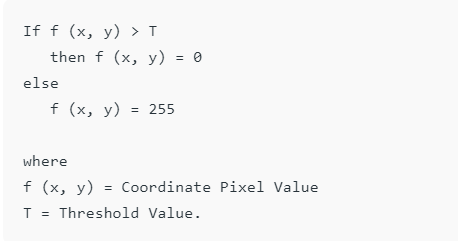 If f (x, y) > T
then f (x, y) = 0
else
f (x, y) = 255
where
f (x, y) = Coordinate Pixel Value
T = Threshold Value.